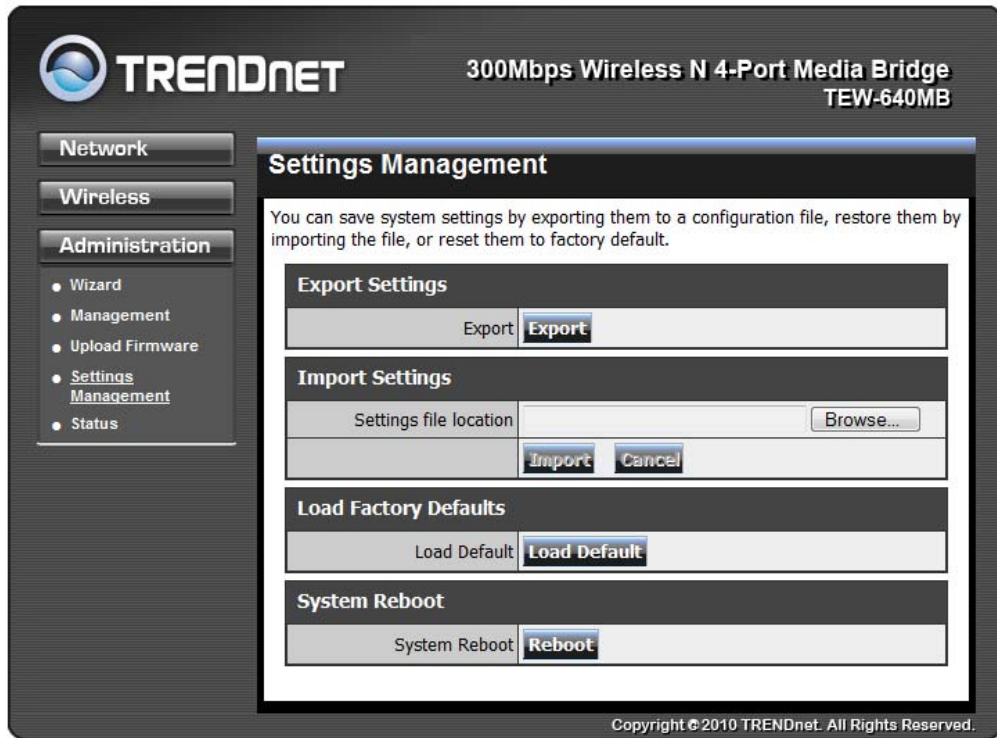 TRENDNET
300Mbps Wireless N 4-Port Media Bridge
TEW-640MB
Network
Wireless
Administration
Wizard
Management
Upload Firmware
Settings
Management
Status
Settings Management
You can save system settings by exporting them to a configuration file, restore them by
importing the file, or reset them to factory default.
Export Settings
Export Export
Import Settings
Settings file location Browse...
Import Cancel
Load Factory Defaults
Load Default Load Default
System Reboot
System Reboot Reboot
Copyright © 2010 TRENDnet. All Rights Reserved.